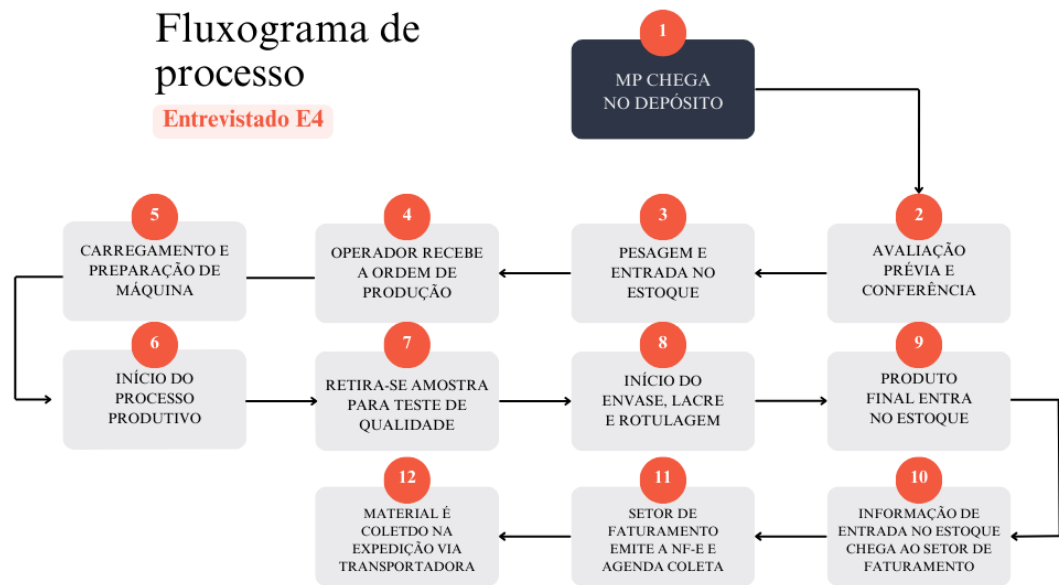 Fluxograma de
processo
Entrevistado E4
1
MP CHEGA
NO DEPÓSITO
2
AVALIAÇÃO
PRÉVIA E
CONFERÊNCIA
3
PESAGEM E
ENTRADA NO
ESTOQUE
4
OPERADOR RECEBE
A ORDEM DE
PRODUÇÃO
5
CARREGAMENTO E
PREPARAÇÃO DE
MÁQUINA
6
INÍCIO DO
PROCESSO
PRODUTIVO
7
RETIRA-SE AMOSTRA
PARA TESTE DE
QUALIDADE
8
INÍCIO DO
ENVASE, LACRE
E ROTULAGEM
9
PRODUTO
FINAL ENTRA
NO ESTOQUE
10
INFORMAÇÃO DE
ENTRADA NO ESTOQUE
CHEGA AO SETOR DE
FATURAMENTO
11
SETOR DE
FATURAMENTO
EMITE A NF-E E
AGENDA COLETA
12
MATERIAL É
COLETDO NA
EXPEDIÇÃO VIA
TRANSPORTADORA